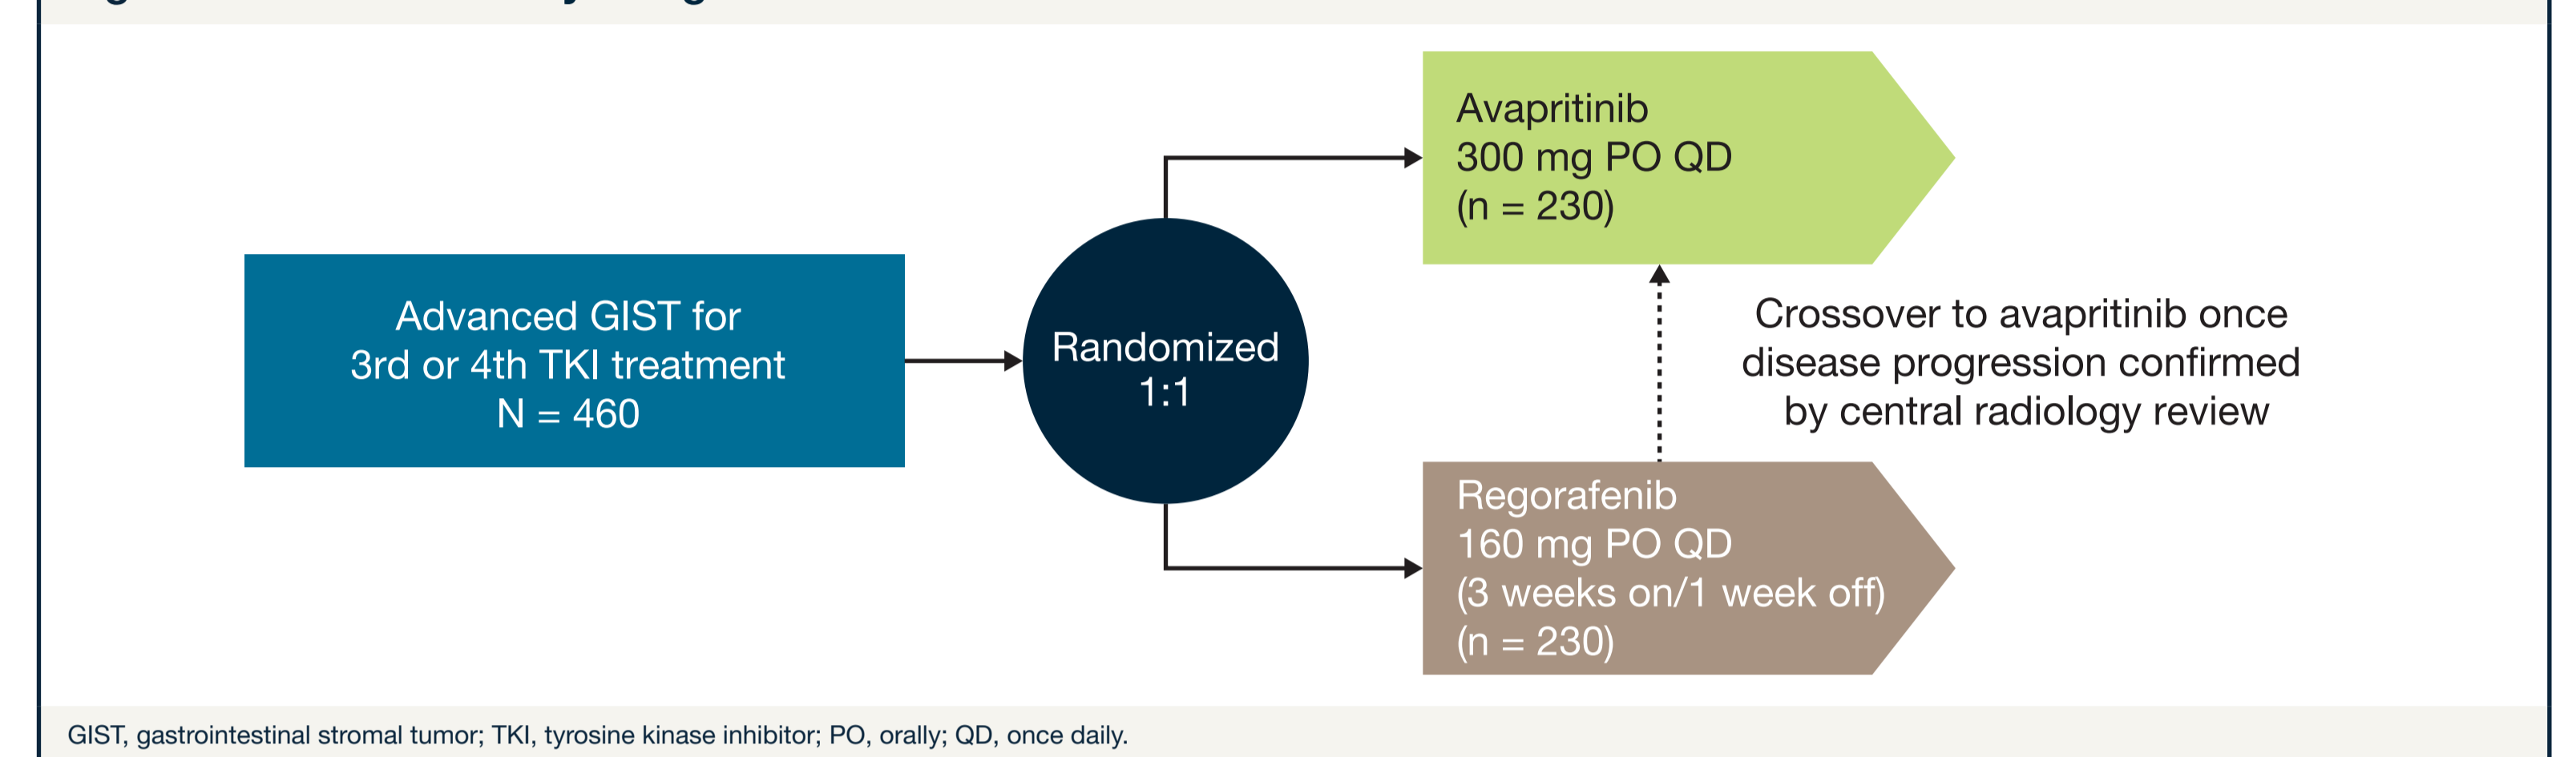 Advanced GIST for
3rd or 4th TKI treatment
N = 460
Randomized
1:1
Avapritinib
300 mg PO QD
(n = 230)
Crossover to avapritinib once
disease progression confirmed
by central radiology review
Regorafenib
160 mg PO QD
(3 weeks on/1 week off)
(n = 230)
GIST, gastrointestinal stromal tumor; TKI, tyrosine kinase inhibitor; PO, orally; QD, once daily.